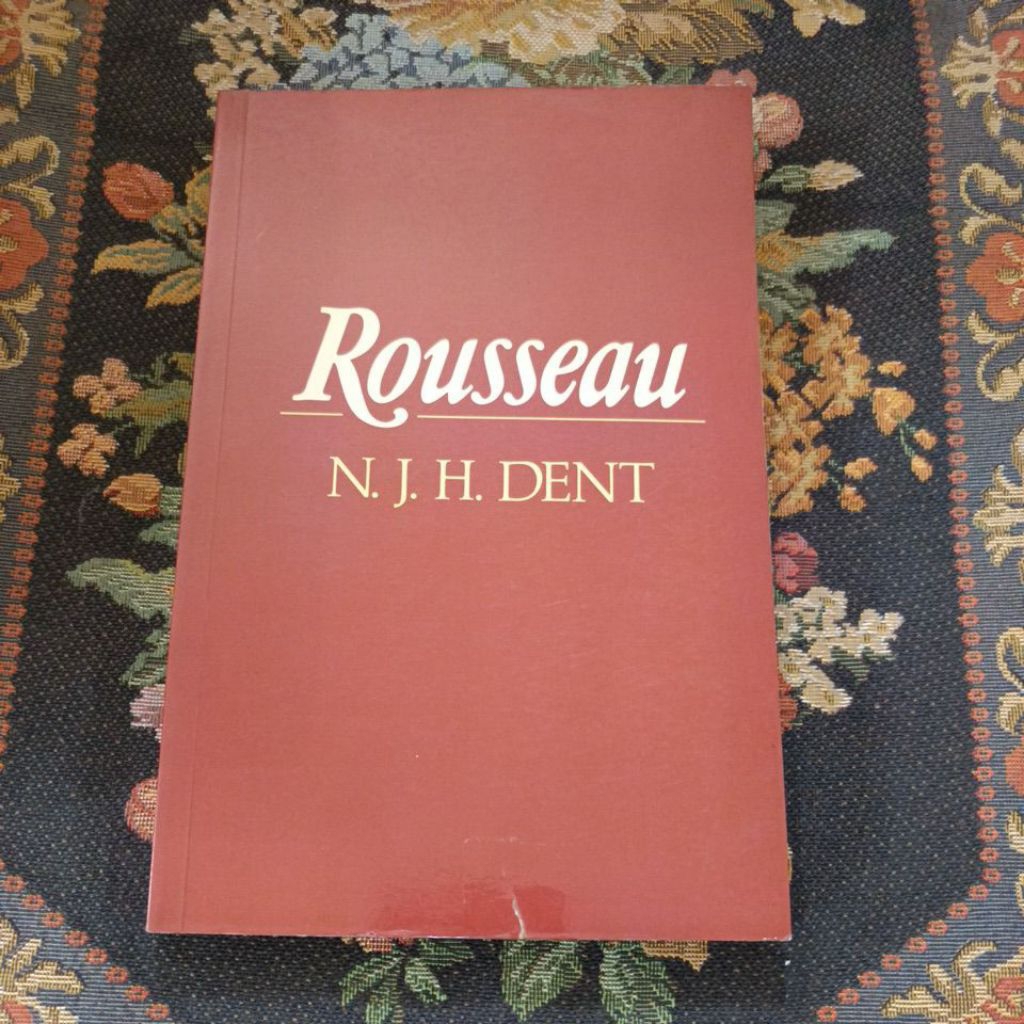 Rousseau
N. J. H. DENT